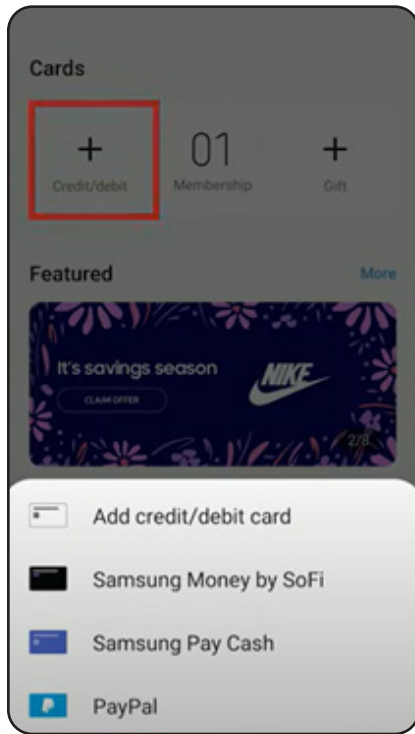 Cards
+ 01 +
Credit/debit Membership Gift
Featured More
It's savings season
NIKE
CLAIM OFFER
2/8
Add credit/debit card
Samsung Money by SoFi
Samsung Pay Cash
PayPal